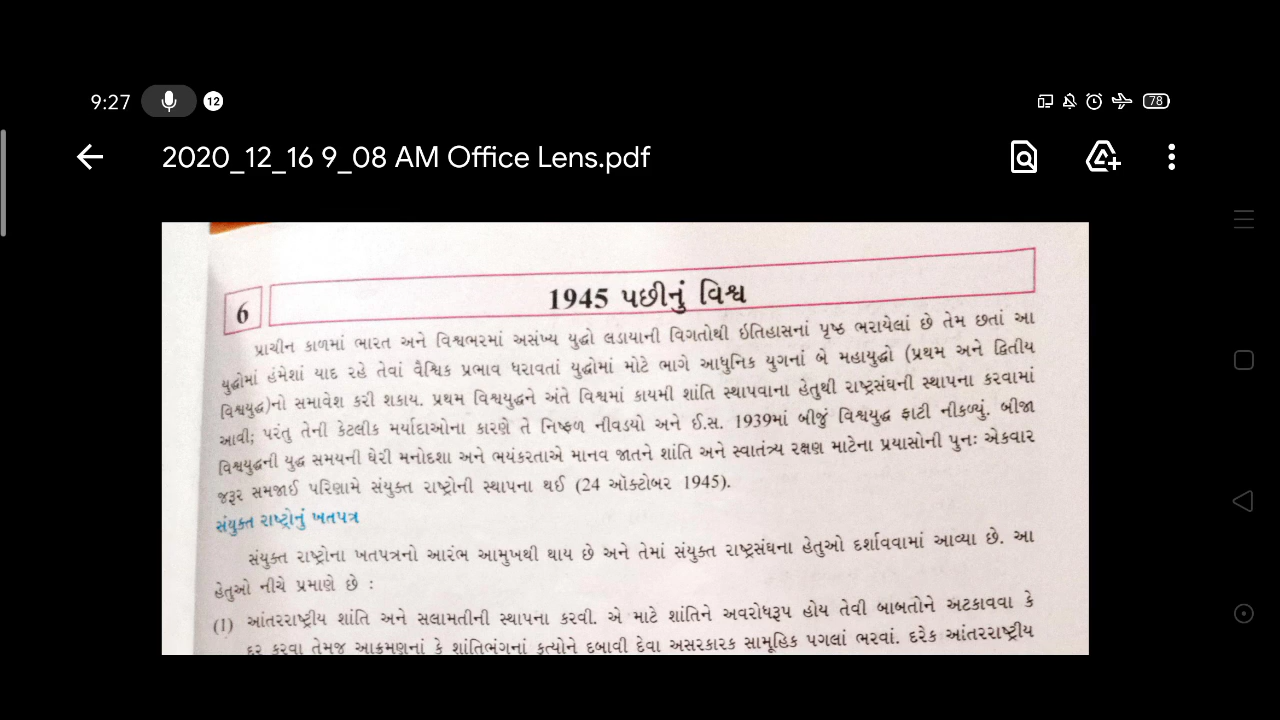 9:27
12
78
2020_12_16 9_08 AM Office Lens.pdf
6
1945 પછીનું વિશ્વ
પ્રાચીન કાળમાં ભારત અને વિશ્વભરમાં અસંખ્ય યુદ્ધો લડાયાની વિગતોથી ઇતિહાસનાં પૃષ્ઠ ભરાયેલાં છે તેમ છતાં આ
યુદ્ધોમાં હંમેશાં યાદ રહે તેવાં વૈશ્વિક પ્રભાવ ધરાવતાં યુદ્ધોમાં મોટે ભાગે આધુનિક યુગનાં બે મહાયુદ્ધો (પ્રથમ અને દ્વિતીય
વિશ્વયુદ્ધ)નો સમાવેશ કરી શકાય. પ્રથમ વિશ્વયુદ્ધને અંતે વિશ્વમાં કાયમી શાંતિ સ્થાપવાના હેતુથી રાષ્ટ્રસંઘની સ્થાપના કરવામાં
આવી; પરંતુ તેની કેટલીક મર્યાદાઓના કારણે તે નિષ્ફળ નીવડયો અને ઈ.સ. 1939માં બીજું વિશ્વયુદ્ધ ફાટી નીકળ્યું. બીજા
વિશ્વયુદ્ધની યુદ્ધ સમયની ઘેરી મનોદશા અને ભયંકરતાએ માનવ જાતને શાંતિ અને સ્વાતંત્ર્ય રક્ષણ માટેના પ્રયાસોની પુનઃ એકવાર
જરૂર સમજાઈ પરિણામે સંયુક્ત રાષ્ટ્રોની સ્થાપના થઈ (24 ઑક્ટોબર 1945).
સંયુક્ત રાષ્ટ્રોનું ખતપત્ર
સંયુક્ત રાષ્ટ્રોના ખતપત્રનો આરંભ આમુખથી થાય છે અને તેમાં સંયુક્ત રાષ્ટ્રસંઘના હેતુઓ દર્શાવવામાં આવ્યા છે. આ
હેતુઓ નીચે પ્રમાણે છે :
(1) આંતરરાષ્ટ્રીય શાંતિ અને સલામતીની સ્થાપના કરવી. એ માટે શાંતિને અવરોધરૂપ હોય તેવી બાબતોને અટકાવવા કે
દૂર કરવા તેમજ આક્રમણનાં કે શાંતિભંગનાં કૃત્યોને દબાવી દેવા અસરકારક સામૂહિક પગલાં ભરવાં. દરેક આંતરરાષ્ટ્રીય